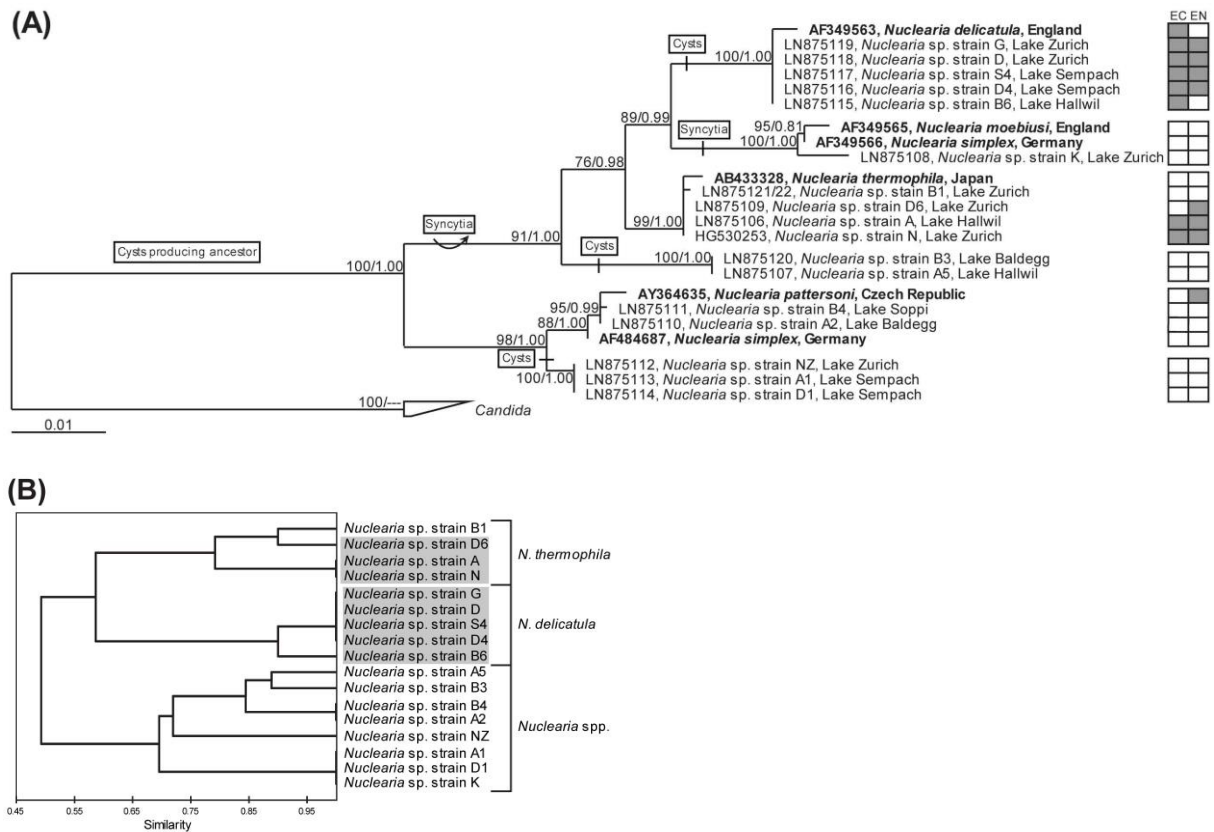 (A)
EC EN
AF349563, Nuclearia delicatula, England
Cysts
LN875119, Nuclearia sp. strain G, Lake Zurich
100/1.00
LN875118, Nuclearia sp. strain D, Lake Zurich
LN875117, Nuclearia sp. strain S4, Lake Sempach
LN875116, Nuclearia sp. strain D4, Lake Sempach
LN875115, Nuclearia sp. strain B6, Lake Hallwil
89/0.99
Syncytia
95/0.81
AF349565, Nuclearia moebiusi, England
100/1.00
AF349566, Nuclearia simplex, Germany
LN875108, Nuclearia sp. strain K, Lake Zurich
76/0.98
AB433328, Nuclearia thermophila, Japan
LN875121/22, Nuclearia sp. stain B1, Lake Zurich
LN875109, Nuclearia sp. strain D6, Lake Zurich
99/1.00
LN875106, Nuclearia sp. strain A, Lake Hallwil
HG530253, Nuclearia sp. strain N, Lake Zurich
Syncytia
91/1.00
Cysts producing ancestor
Cysts
100/1.00
LN875120, Nuclearia sp. strain B3, Lake Baldegg
LN875107, Nuclearia sp. strain A5, Lake Hallwil
100/1.00
AY364635, Nuclearia pattersoni, Czech Republic
95/0.99
LN875111, Nuclearia sp. strain B4, Lake Soppi
88/1.00
LN875110, Nuclearia sp. strain A2, Lake Baldegg
98/1.00
AF484687, Nuclearia simplex, Germany
Cysts
LN875112, Nuclearia sp. strain NZ, Lake Zurich
100/1.00
LN875113, Nuclearia sp. strain A1, Lake Sempach
LN875114, Nuclearia sp. strain D1, Lake Sempach
100/---
Candida
0.01
(B)
Nuclearia sp. strain B1
Nuclearia sp. strain D6
N. thermophila
Nuclearia sp. strain A
Nuclearia sp. strain N
Nuclearia sp. strain G
Nuclearia sp. strain D
Nuclearia sp. strain S4
N. delicatula
Nuclearia sp. strain D4
Nuclearia sp. strain B6
Nuclearia sp. strain A5
Nuclearia sp. strain B3
Nuclearia sp. strain B4
Nuclearia sp. strain A2
Nuclearia spp.
Nuclearia sp. strain NZ
Nuclearia sp. strain A1
Nuclearia sp. strain D1
Nuclearia sp. strain K
0.45 0.55 0.65 0.75 0.85 0.95
Similarity